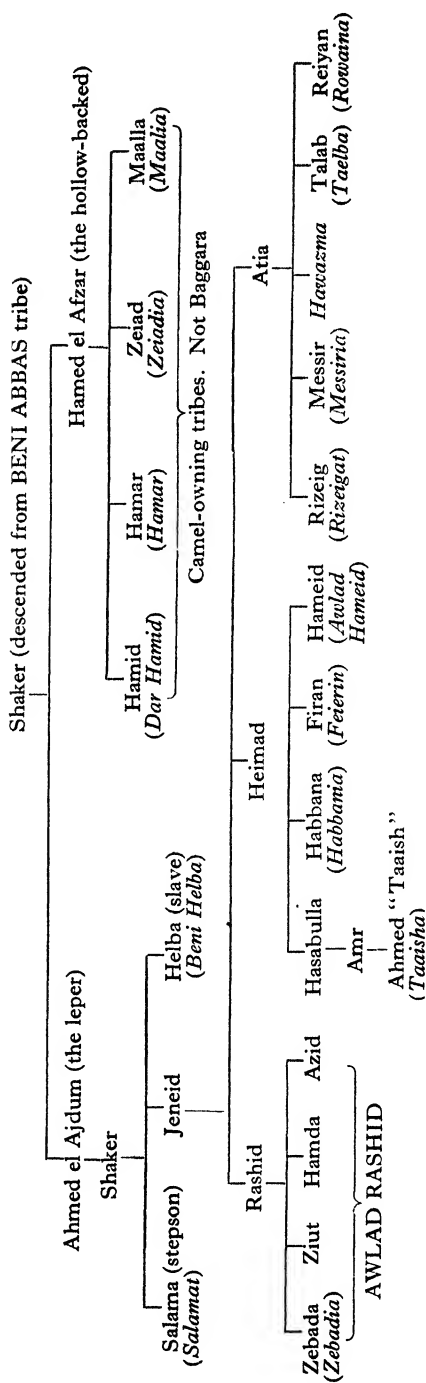 Shaker (descended from BENI ABBAS tribe)
Ahmed el Ajdum (the leper)
Hamed el Afzar (the hollow-backed)
Shaker
Hamid
(Dar Hamid)
Hamar
(Hamar)
Zeiad
(Zeiadia)
Maalla
(Maalia)
Camel-owning tribes. Not Baggara
Salama (stepson)
(Salamat)
Jeneid
Helba (slave)
(Beni Helba)
Rashid
Heimad
Atia
Zebada
(Zebadia)
Ziut
Hamda
Azid
AWLAD RASHID
Hasabulla
Habbana
(Habbania)
Firan
(Feierin)
Hameid
(Awlad
Hameid)
Amr
Ahmed "Taaish"
(Taaisha)
Rizeig
(Rizeigat)
Messir
(Messiria)
Hawazma
Talab
(Taelba)
Reiyan
(Rowaina)